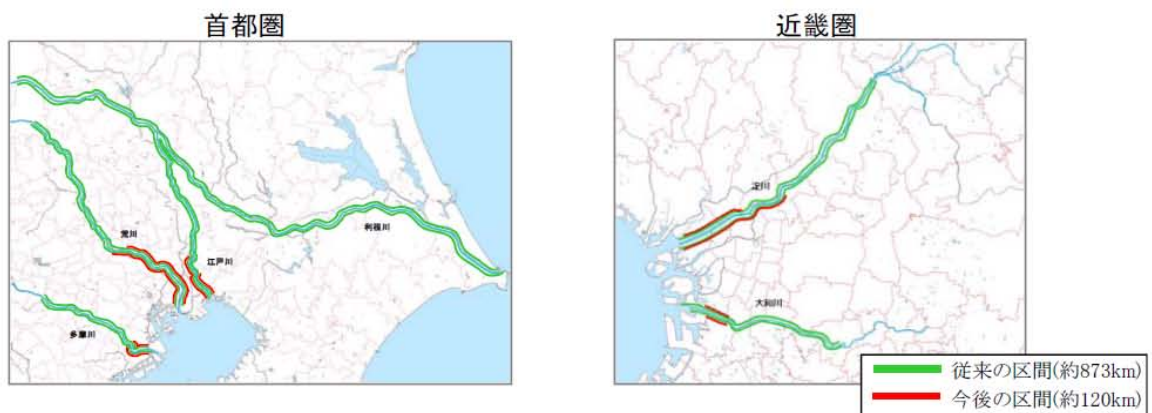 首都圏
近畿圏
荒川
江戸川
利根川
多摩川
淀川
大和川
従来の区間(約873km)
今後の区間(約120km)